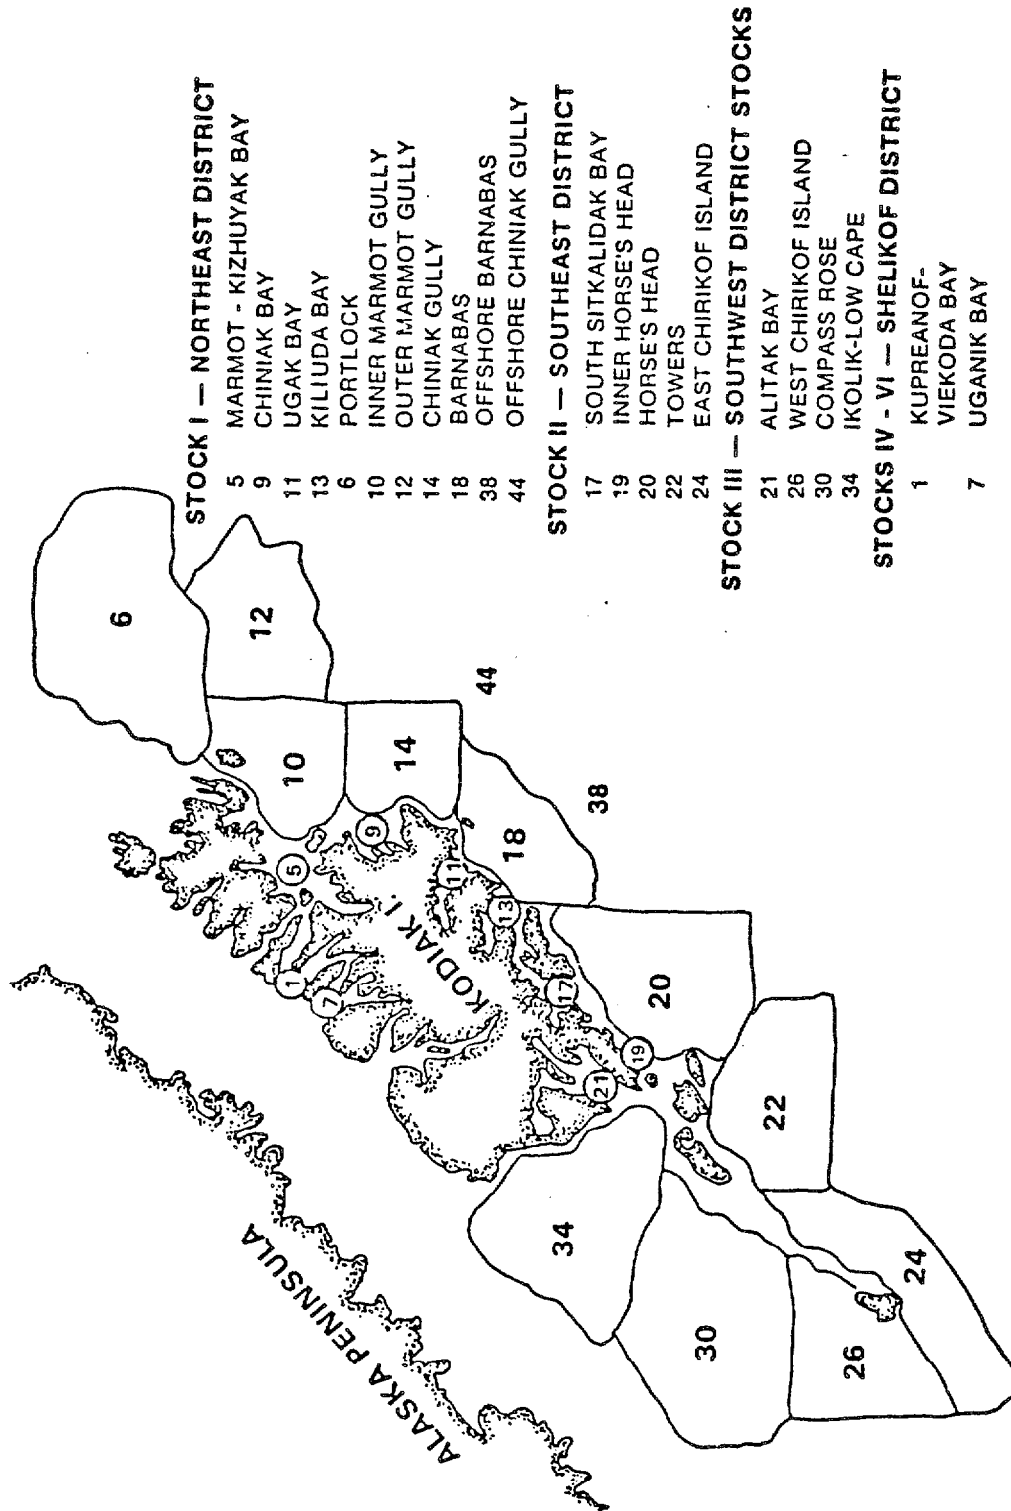 STOCK I — NORTHEAST DISTRICT
5 MARMOT - KIZHUYAK BAY
9 CHINIAK BAY
11 UGAK BAY
13 KILIUDA BAY
6 PORTLOCK
10 INNER MARMOT GULLY
12 OUTER MARMOT GULLY
14 CHINIAK GULLY
18 BARNABAS
38 OFFSHORE BARNABAS
44 OFFSHORE CHINIAK GULLY
STOCK II — SOUTHEAST DISTRICT
17 SOUTH SITKALIDAK BAY
19 INNER HORSE'S HEAD
20 HORSE'S HEAD
22 TOWERS
24 EAST CHIRIKOF ISLAND
STOCK III — SOUTHWEST DISTRICT STOCKS
21 ALITAK BAY
26 WEST CHIRIKOF ISLAND
30 COMPASS ROSE
34 IKOLIK-LOW CAPE
STOCKS IV - VI — SHELIKOF DISTRICT
1 KUPREANOF-
VIEKODA BAY
7 UGANIK BAY
ALASKA PENINSULA
KODIAK I.
6
12
10
14
44
5
9
18
38
11
13
1
7
17
20
19
21
22
34
24
30
26